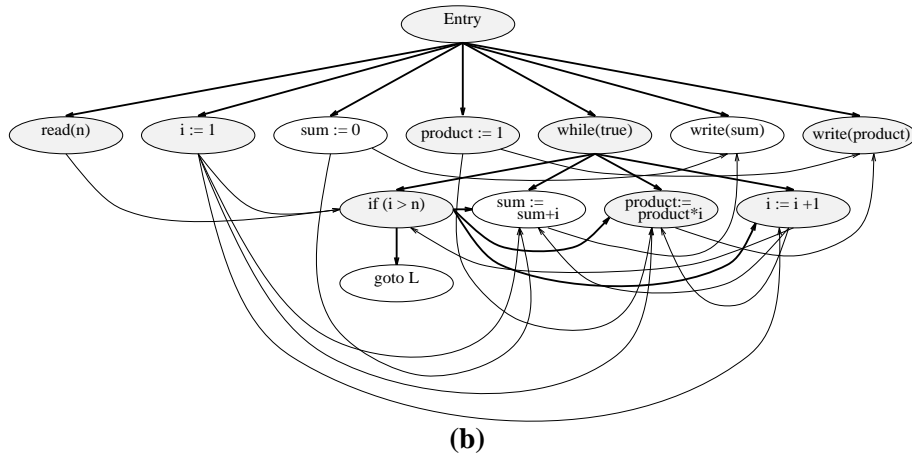 Entry
read(n)
i := 1
sum := 0
product := 1
while(true)
write(sum)
write(product)
if (i > n)
sum :=
sum+i
product:=
product*i
i := i +1
goto L
(b)